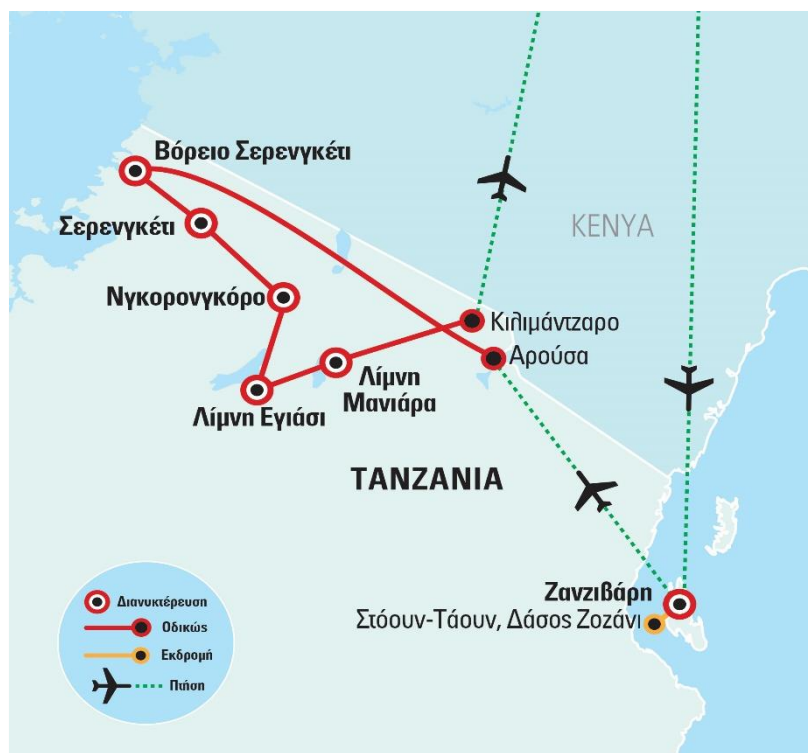 Βόρειο Σερενγκέτι
Σερενγκέτι
KENYA
Νγκορονγκόρο
Κιλιμάντζαρο
Αρούσα
Λίμνη
Μανιάρα
Λίμνη Εγιάσι
TANZANIA
Ζανζιβάρη
Στόουν-Τάουν, Δάσος Ζοζάνι
Διανυκτέρευση
Οδικώς
Εκδρομή
Πτήση